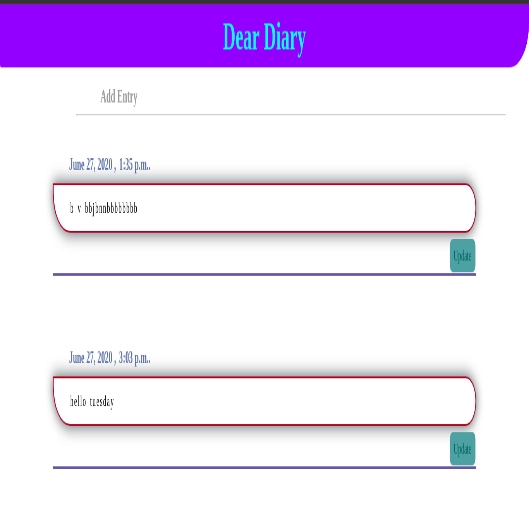 Dear Diary
Add Entry
June 27, 2020 , 1:35 p.m..
b v bbjbnnbbbbbbbb
Update
June 27, 2020 , 3:03 p.m..
hello tuesday
Update